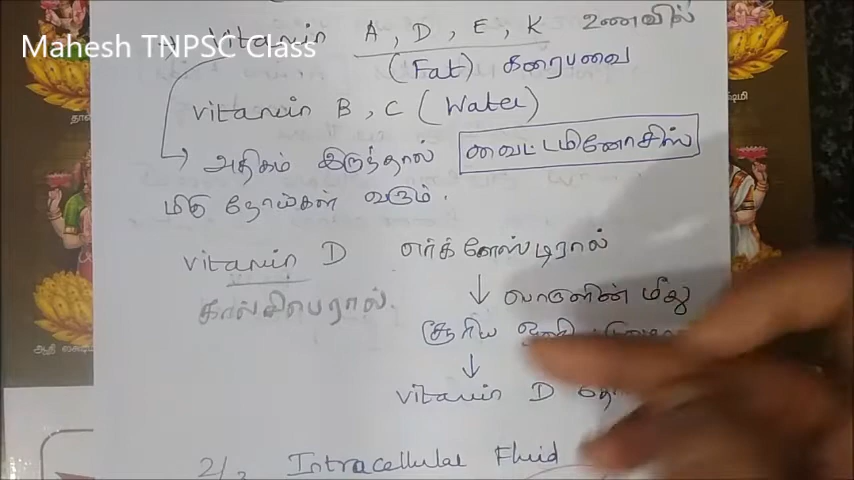 Mahesh TNPSC Class
Vitamin A, D, E, K உணவில்
(Fat) கரைபவை
Vitamin B, C (Water)
அதிகம் இருந்தால் வைட்டமினோசிஸ்
மிகு நோய்கள் வரும்.
Vitamin D எர்க்னேஸ்டிரால்
கால்சிபெரால்.
மீது
சூரிய
Vitamin D
2/3 Intracellular Fluid